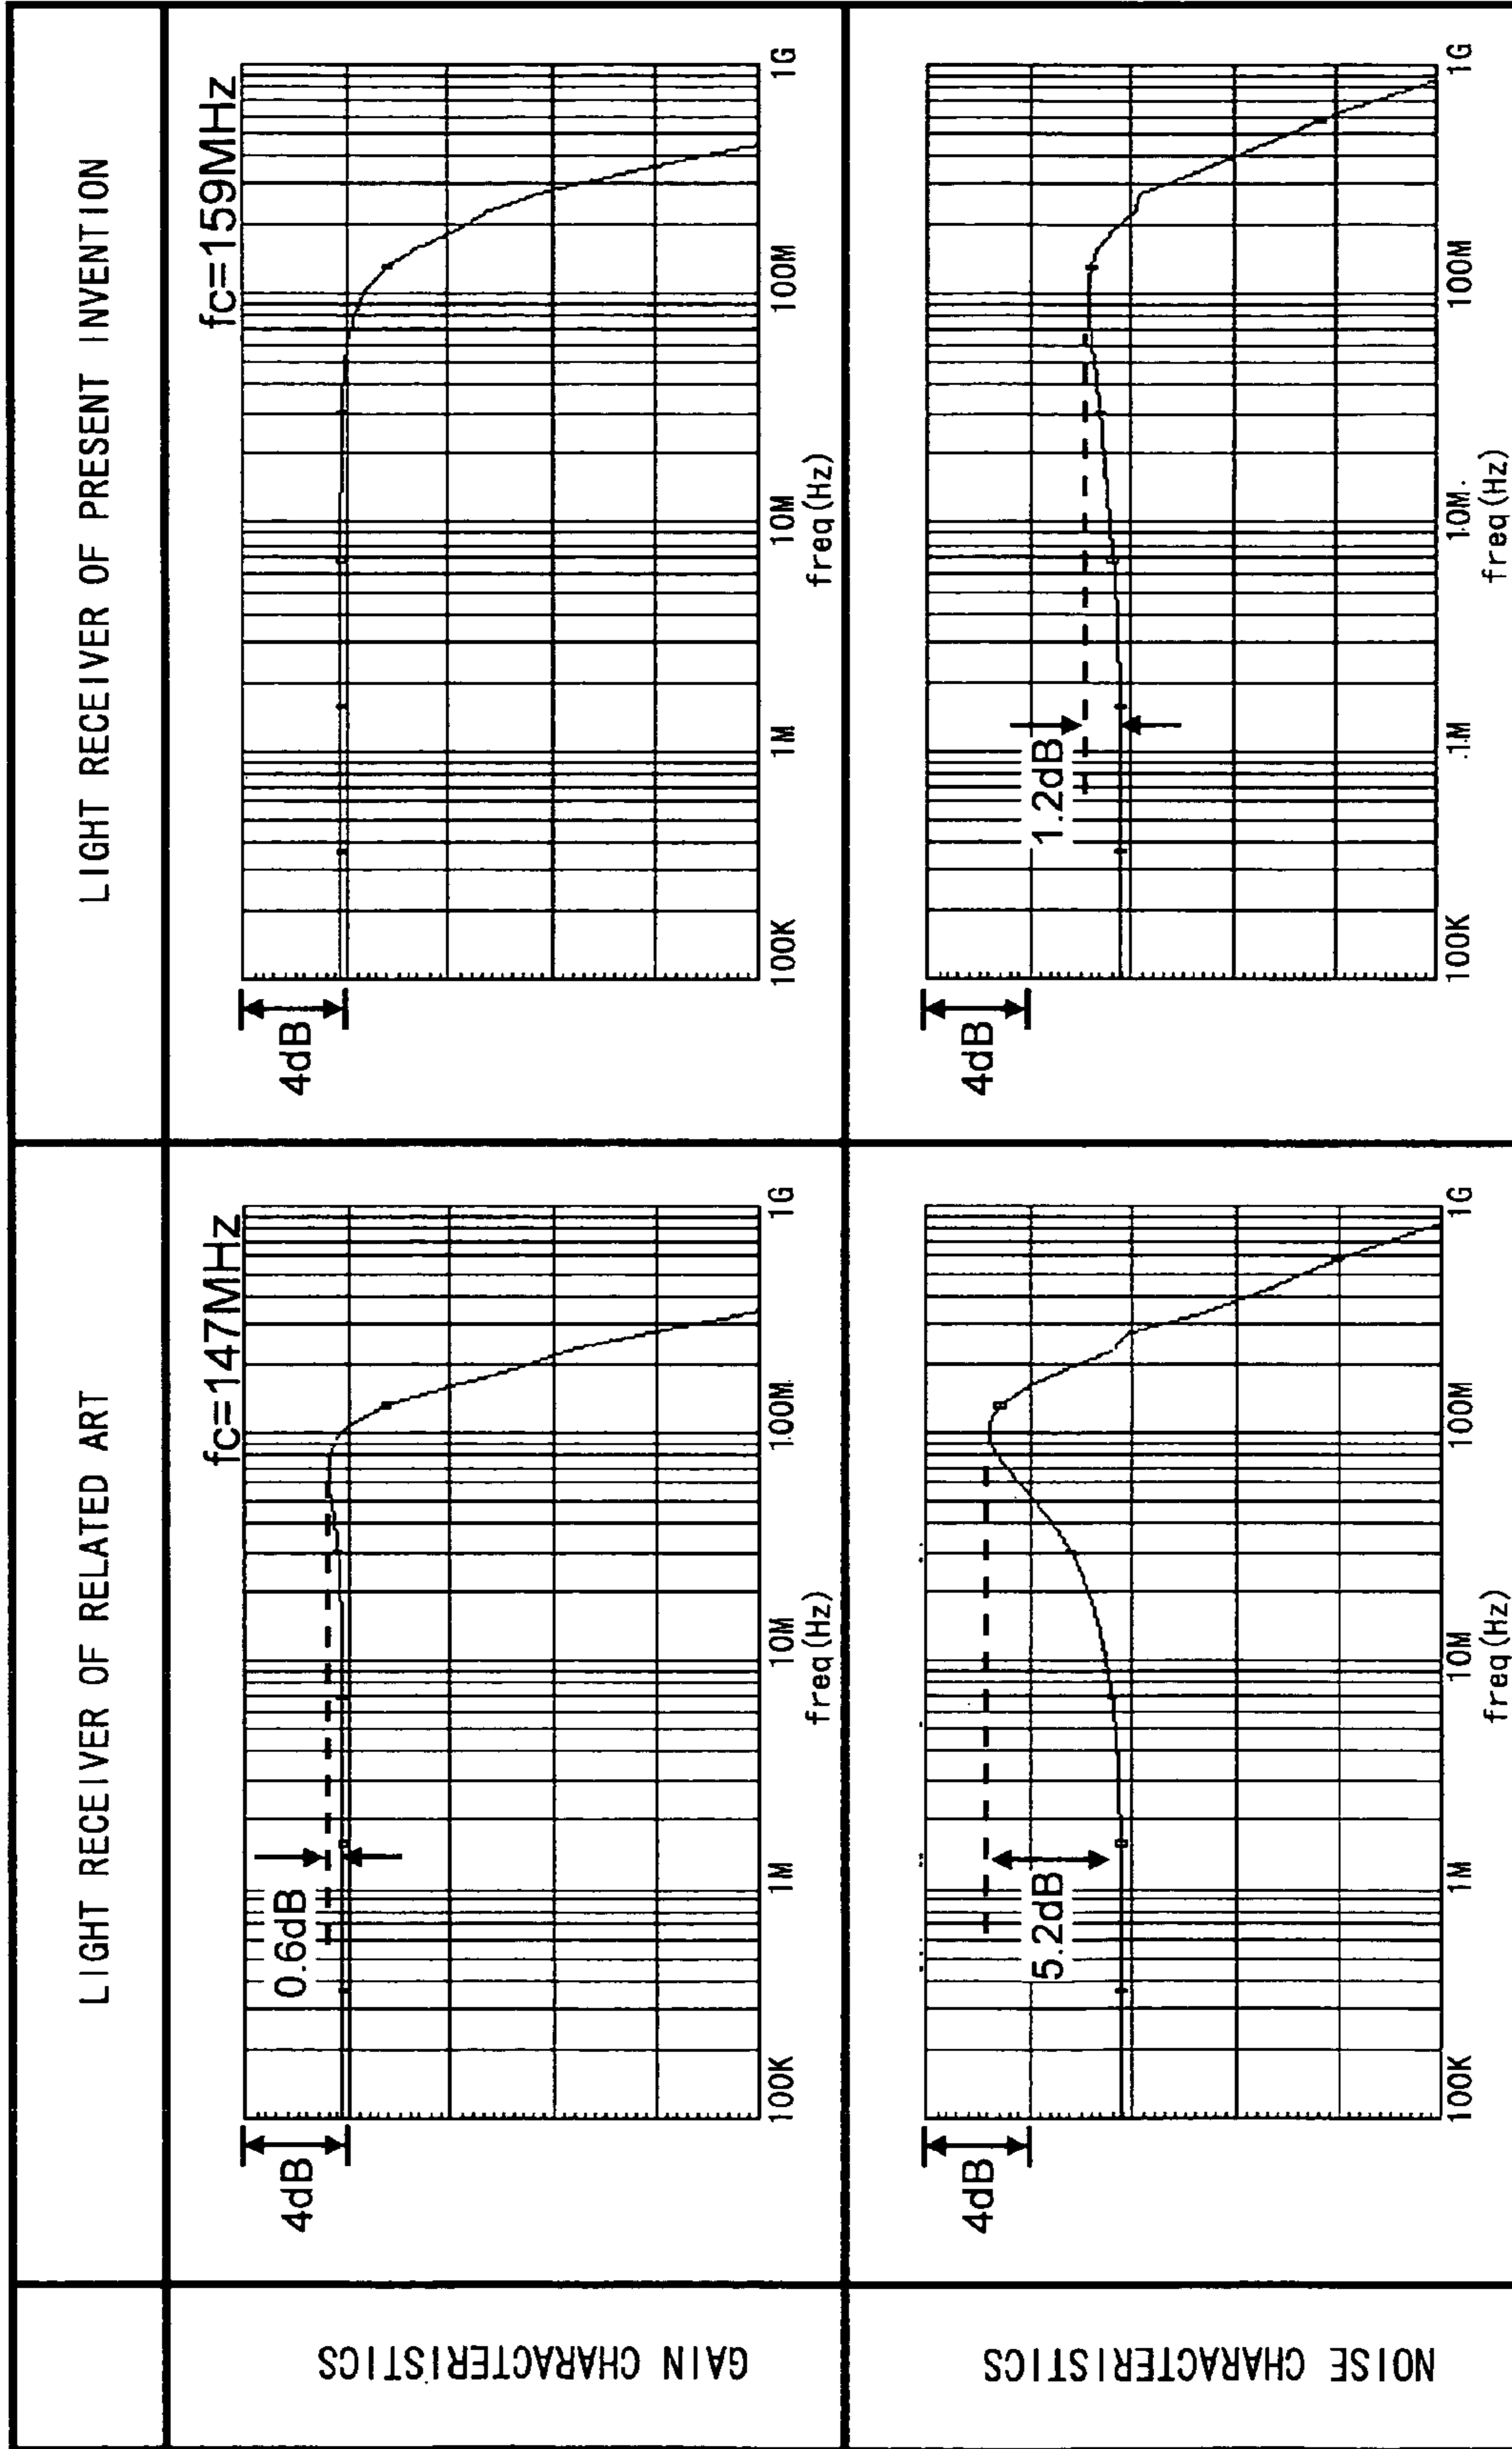 LIGHT RECEIVER OF RELATED ART
LIGHT RECEIVER OF PRESENT INVENTION
GAIN CHARACTERISTICS
4dB
0.6dB
fc=147MHz
100K
1M
10M
100M
1G
freq(Hz)
4dB
fc=159MHz
100K
1M
10M
100M
1G
freq(Hz)
NOISE CHARACTERISTICS
4dB
5.2dB
100K
1M
10M
100M
1G
freq(Hz)
4dB
1.2dB
100K
1M
10M
100M
1G
freq(Hz)